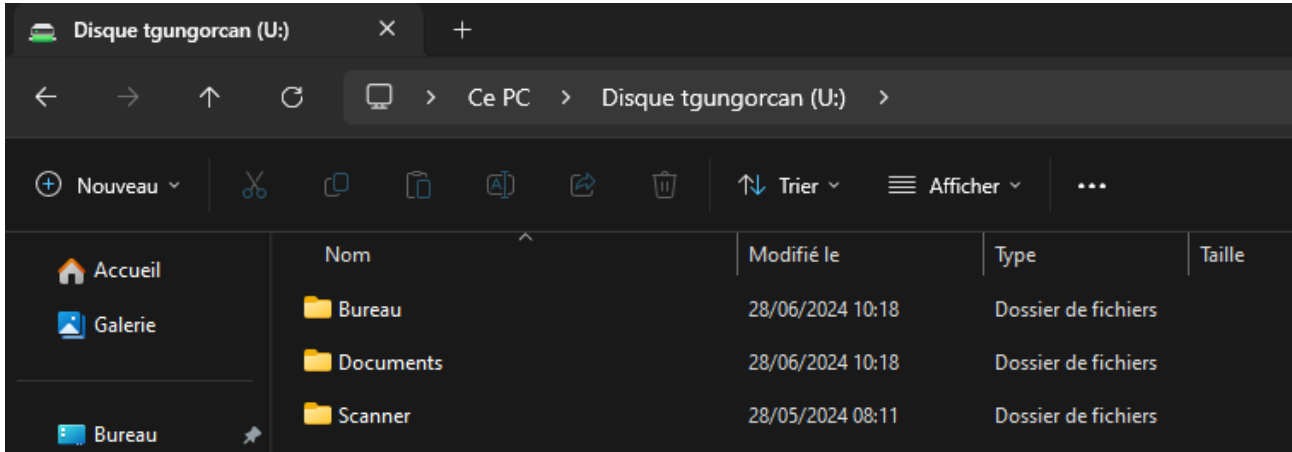 Disque tgungorcan (U:)
Ce PC > Disque tgungorcan (U:) >
Nouveau Trier Afficher ...
Nom Modifié le Type Taille
Accueil
Galerie
Bureau
Bureau 28/06/2024 10:18 Dossier de fichiers
Documents 28/06/2024 10:18 Dossier de fichiers
Scanner 28/05/2024 08:11 Dossier de fichiers